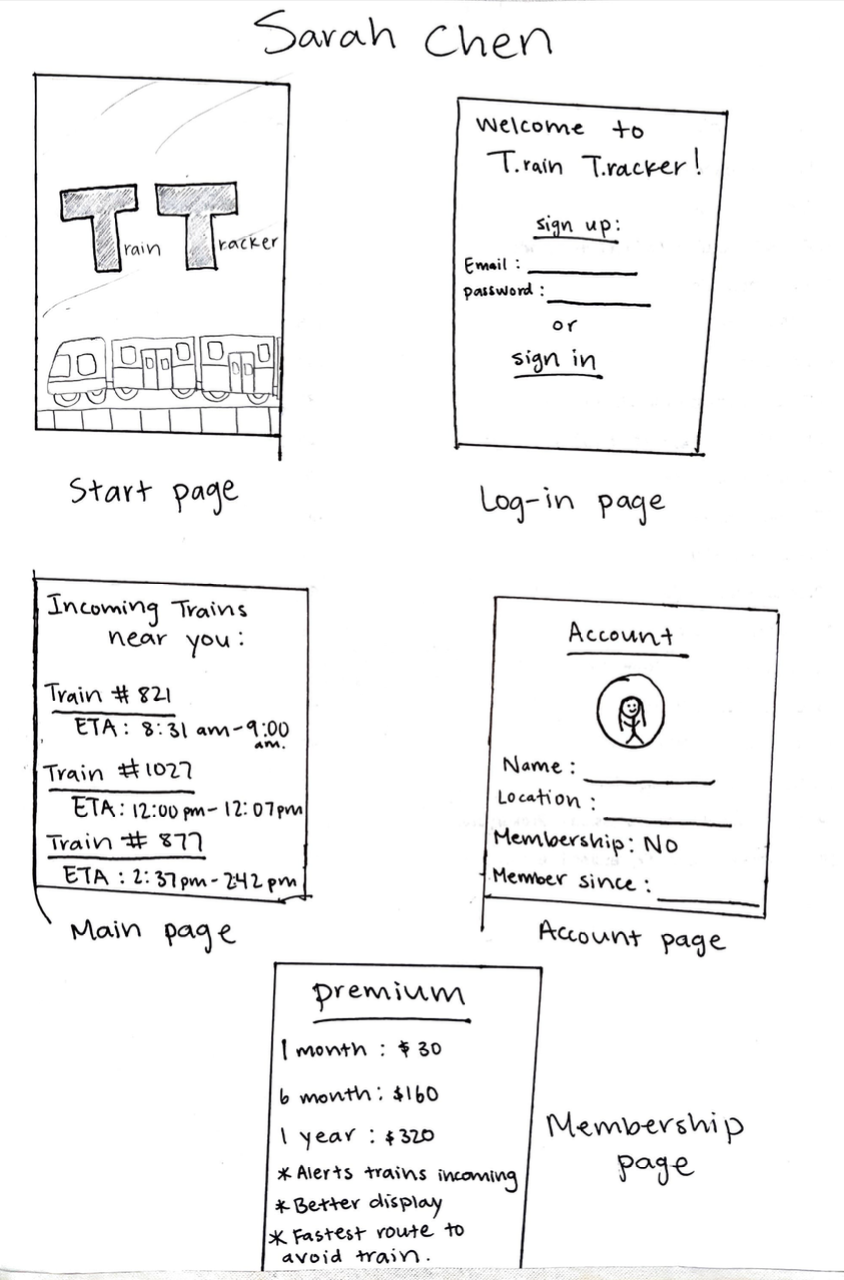 Sarah Chen
Train Tracker
Start page
Welcome to
T.rain T.racker!
sign up:
Email :
password :
or
sign in
Log-in page
Incoming Trains
near you:
Train # 821
ETA : 8:31 am-9:00
am.
Train #1027
ETA: 12:00 pm- 12:07pm
Train # 877
ETA : 2:37pm-2:42 pm
Main page
Account
Name :
Location :
Membership: No
Member since :
Account page
premium
1 month : $ 30
6 month: $160
1 year : $320
* Alerts trains incoming
* Better display
* Fastest route to
avoid train.
Membership
page